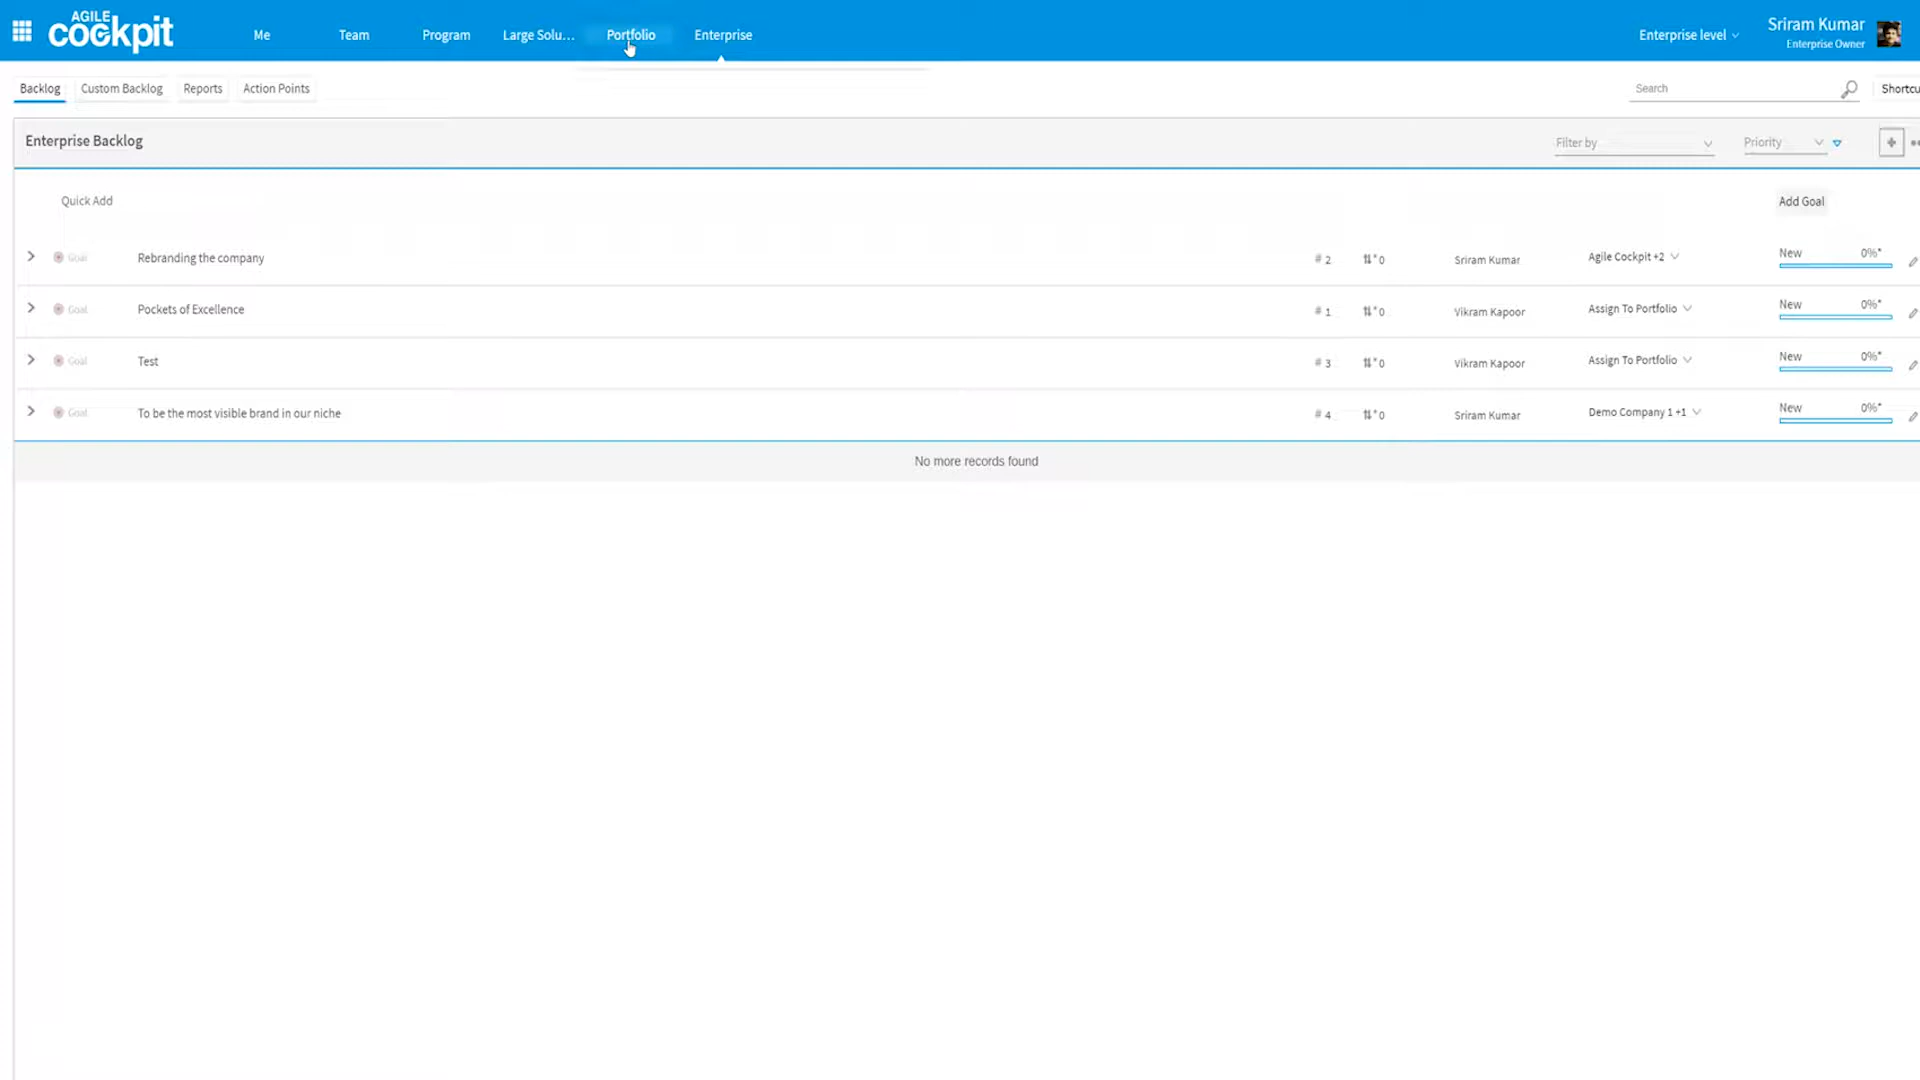 AGILE
cockpit
Me Team Program Large Solu... Portfolio Enterprise
Enterprise level
Sriram Kumar
Enterprise Owner
Backlog Custom Backlog Reports Action Points
Search
Shortcu
Enterprise Backlog
Filter by
Priority
Quick Add
Add Goal
Goal Rebranding the company # 2 * 0 Sriram Kumar Agile Cockpit +2 New 0%*
Goal Pockets of Excellence # 1 * 0 Vikram Kapoor Assign To Portfolio New 0%*
Goal Test # 3 * 0 Vikram Kapoor Assign To Portfolio New 0%*
Goal To be the most visible brand in our niche # 4 * 0 Sriram Kumar Demo Company 1 +1 New 0%*
No more records found